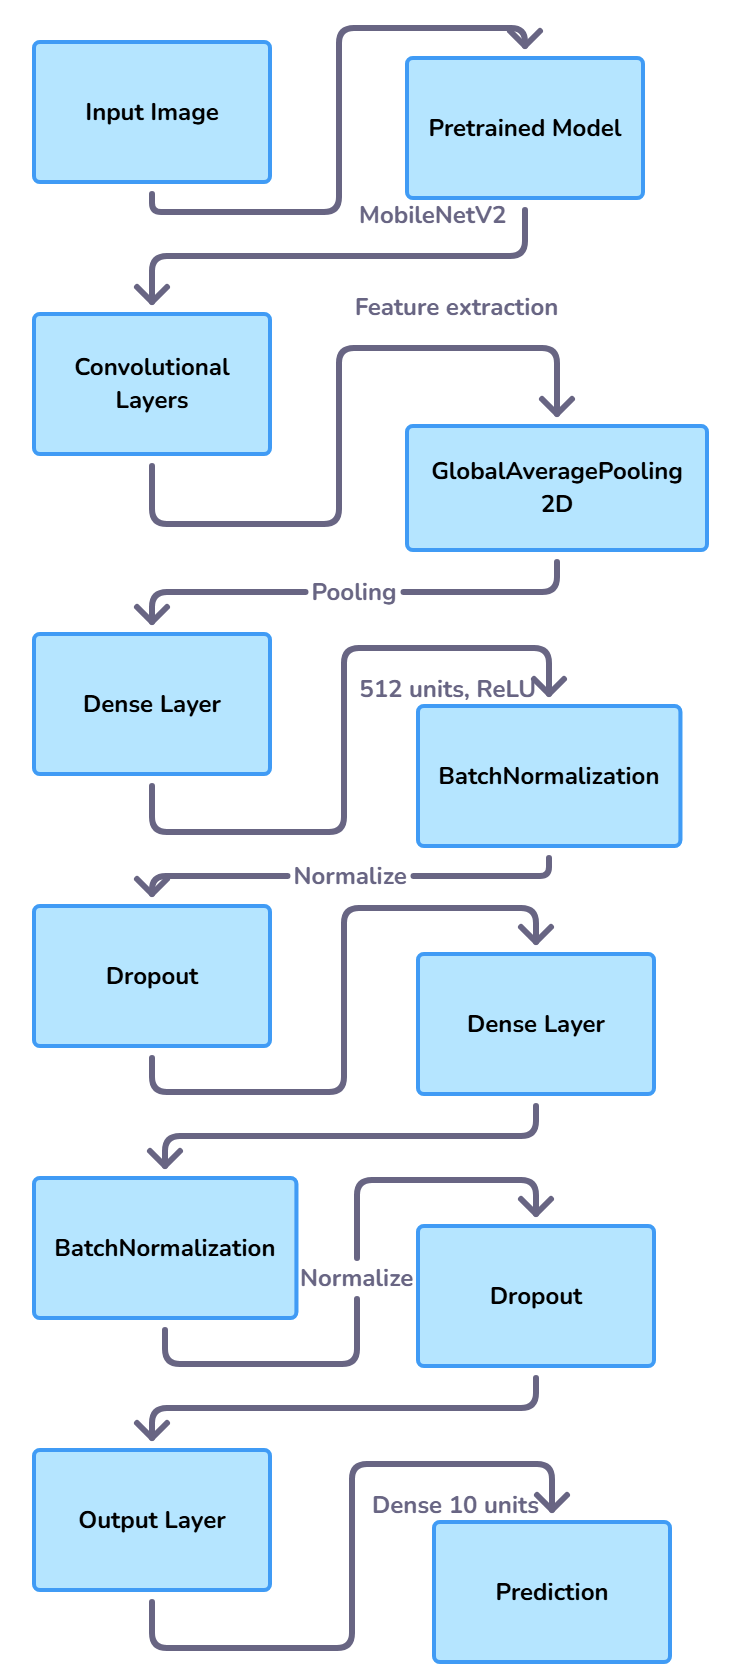 Input Image
Pretrained Model
MobileNetV2
Feature extraction
Convolutional
Layers
GlobalAveragePooling
2D
Pooling
Dense Layer
512 units, ReLU
BatchNormalization
Normalize
Dropout
Dense Layer
BatchNormalization
Normalize
Dropout
Output Layer
Dense 10 units
Prediction